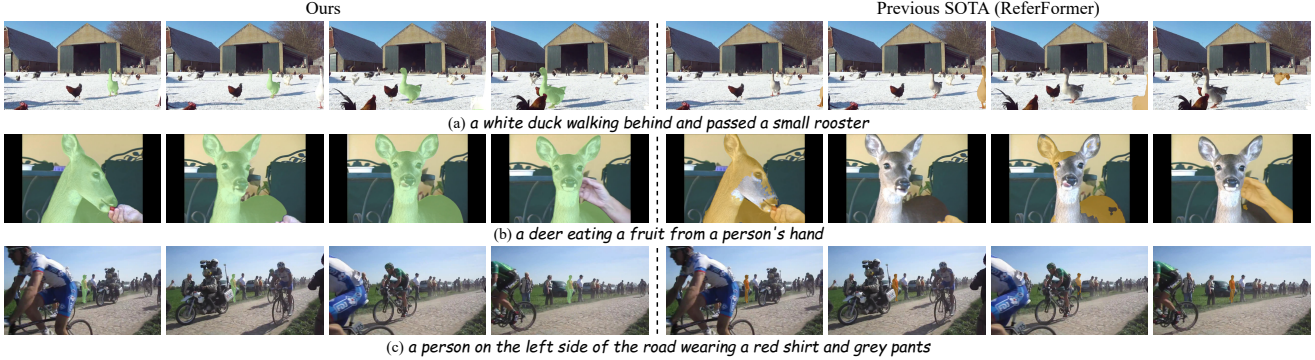 Ours
Previous SOTA (ReferFormer)
(a) a white duck walking behind and passed a small rooster
(b) a deer eating a fruit from a person's hand
(c) a person on the left side of the road wearing a red shirt and grey pants